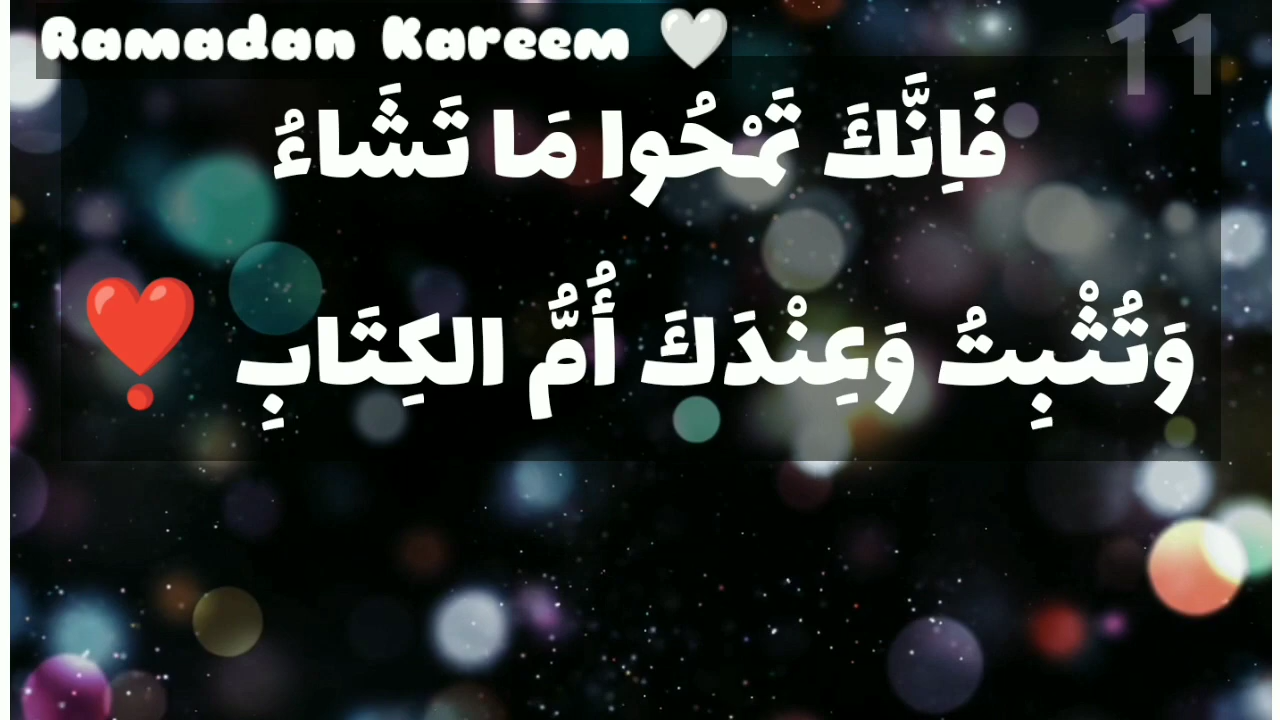 Ramadan Kareem 🤍
11
فَاِنَّكَ تَمْحُوا مَا تَشَاءُ
وَتُثْبِتُ وَعِنْدَكَ أُمُّ الكِتَابِ ❣️